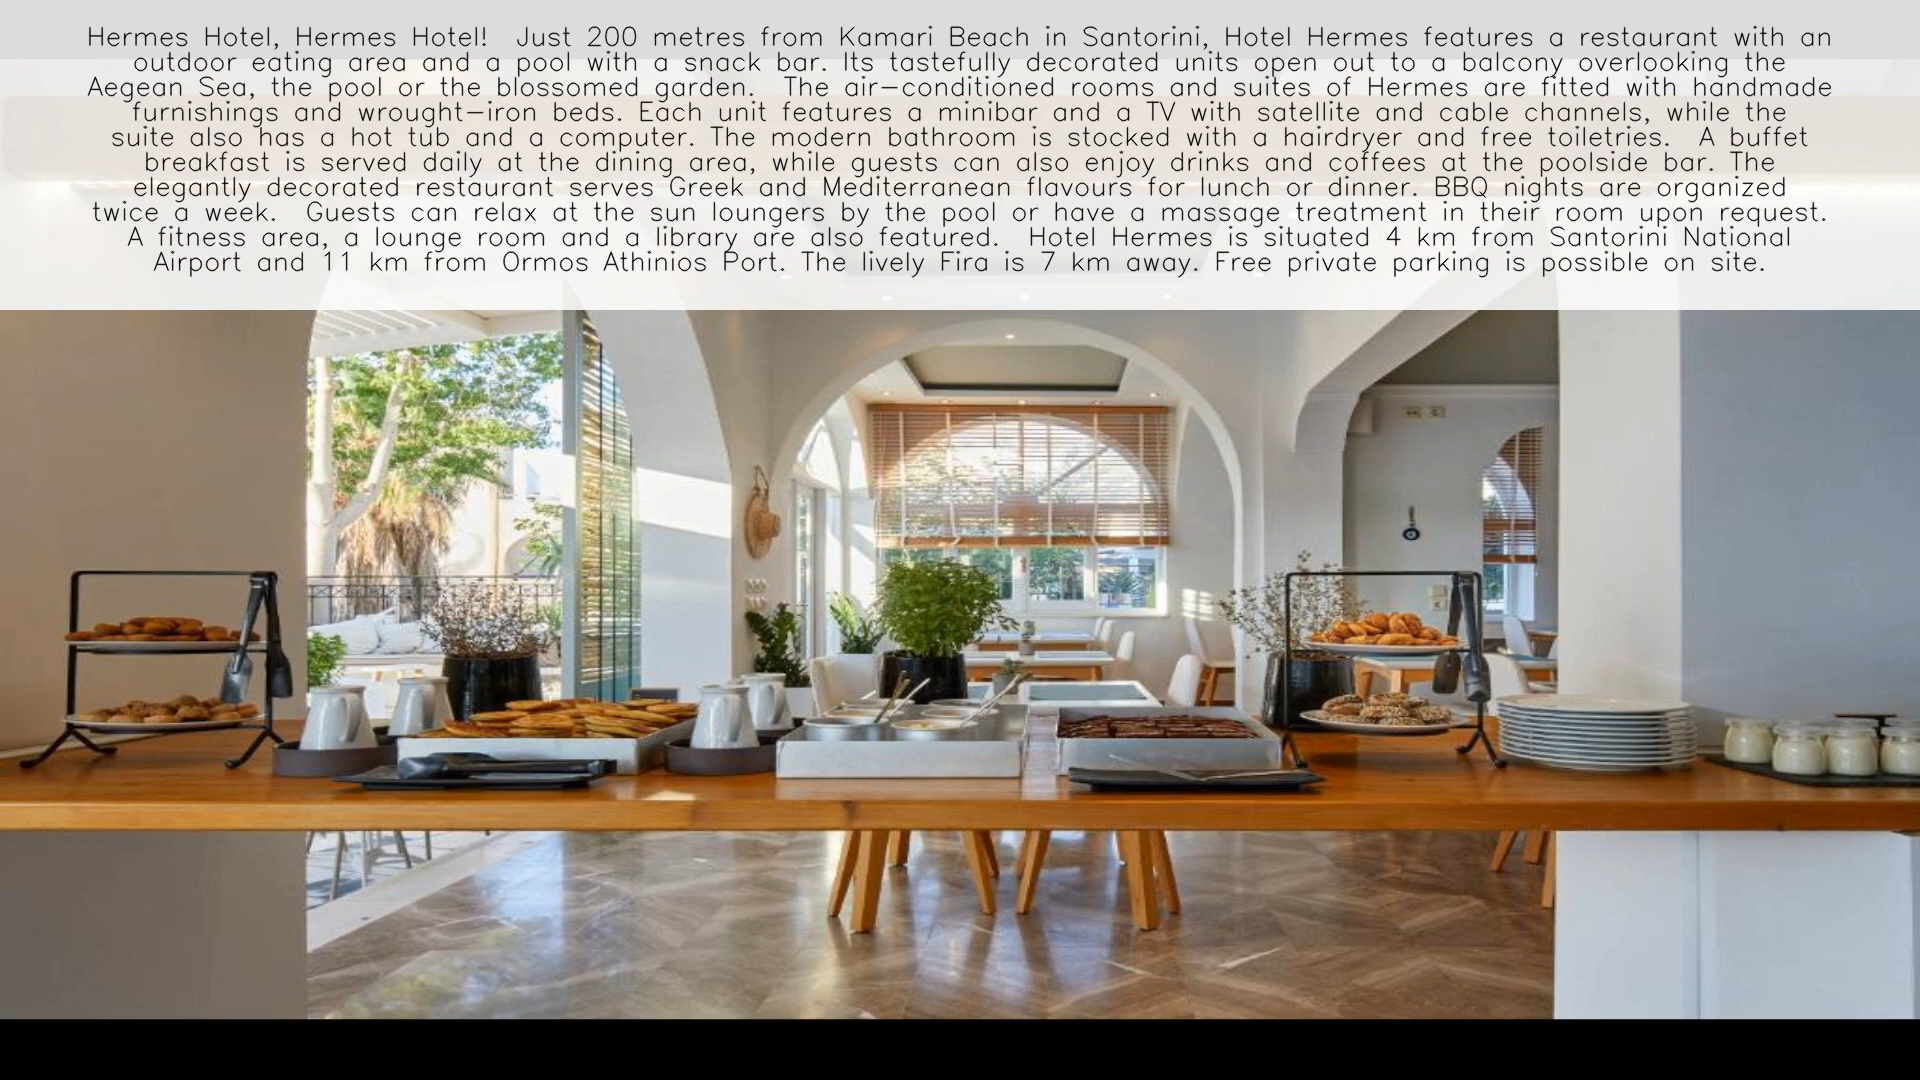 Hermes Hotel, Hermes Hotel!  Just 200 metres from Kamari Beach in Santorini, Hotel Hermes features a restaurant with an
outdoor eating area and a pool with a snack bar. Its tastefully decorated units open out to a balcony overlooking the
Aegean Sea, the pool or the blossomed garden.  The air-conditioned rooms and suites of Hermes are fitted with handmade
furnishings and wrought-iron beds. Each unit features a minibar and a TV with satellite and cable channels, while the
suite also has a hot tub and a computer. The modern bathroom is stocked with a hairdryer and free toiletries.  A buffet
breakfast is served daily at the dining area, while guests can also enjoy drinks and coffees at the poolside bar. The
elegantly decorated restaurant serves Greek and Mediterranean flavours for lunch or dinner. BBQ nights are organized
twice a week.  Guests can relax at the sun loungers by the pool or have a massage treatment in their room upon request.
A fitness area, a lounge room and a library are also featured.  Hotel Hermes is situated 4 km from Santorini National
Airport and 11 km from Ormos Athinios Port. The lively Fira is 7 km away. Free private parking is possible on site.